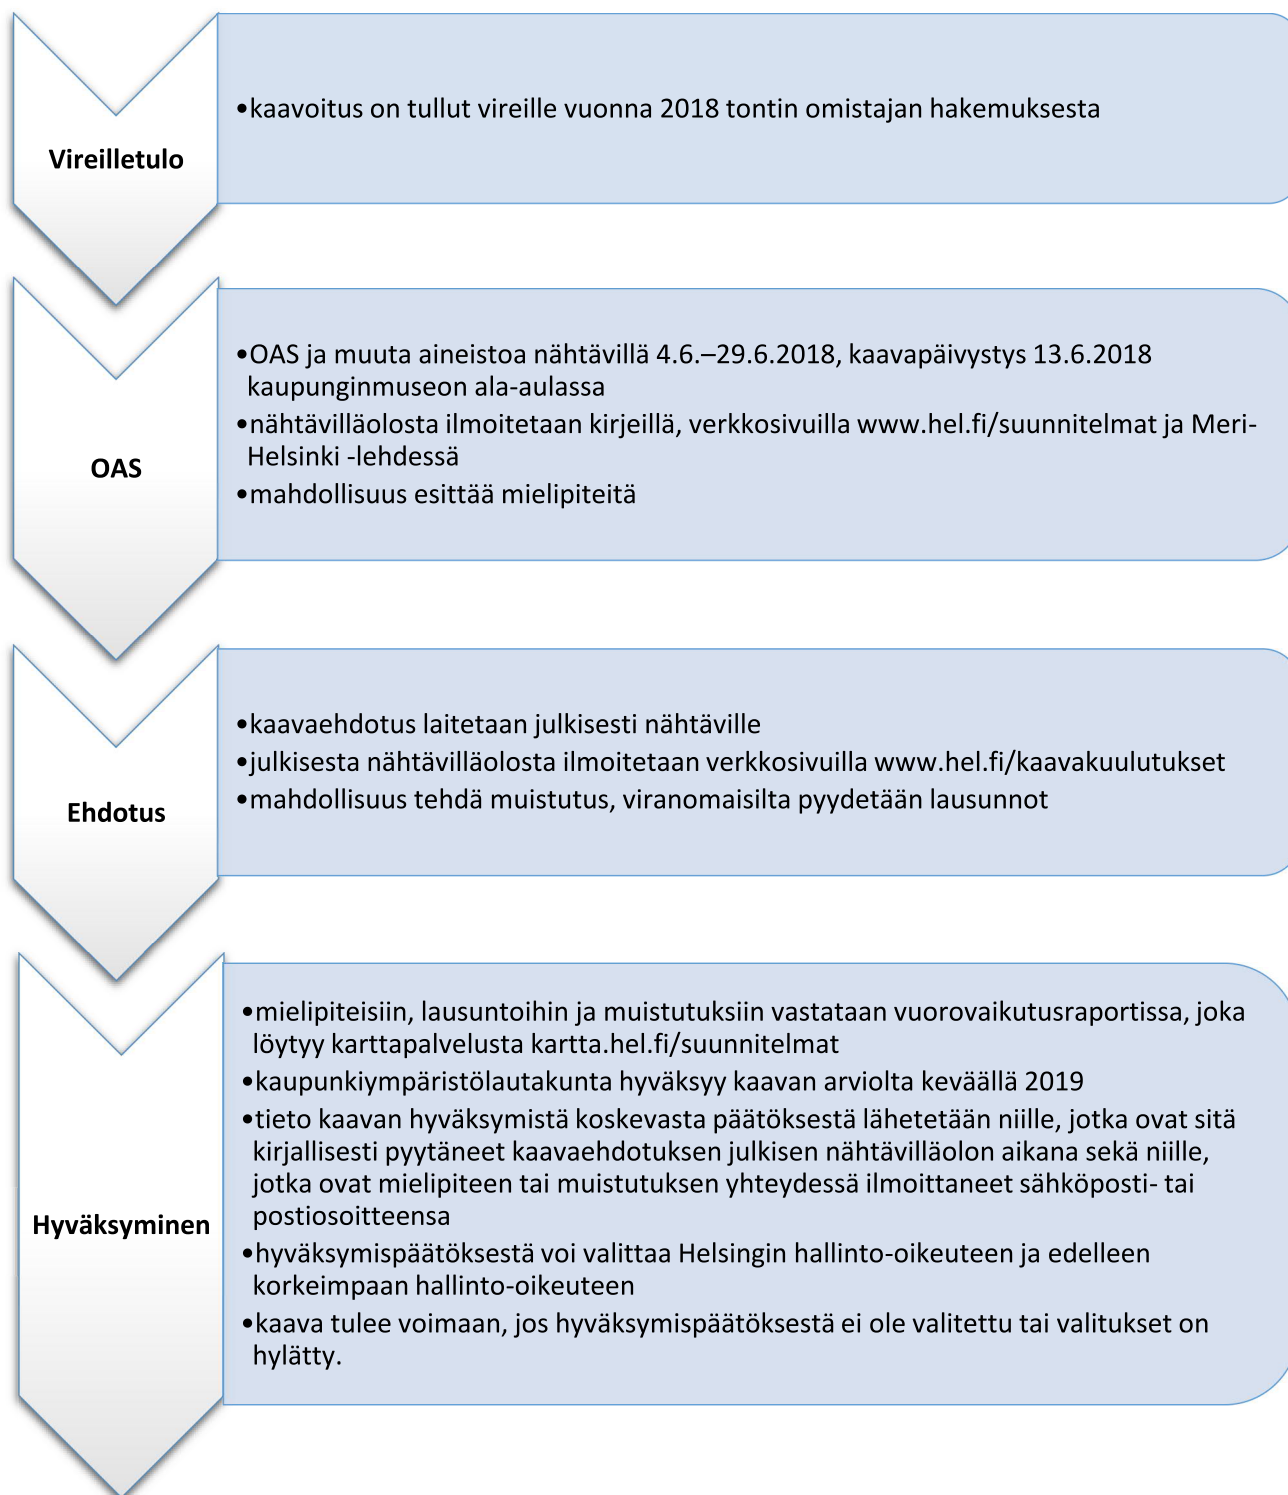 Vireilletulo
•kaavoitus on tullut vireille vuonna 2018 tontin omistajan hakemuksesta
OAS
•OAS ja muuta aineistoa nähtävillä 4.6.–29.6.2018, kaavapäivystys 13.6.2018
kaupunginmuseon ala-aulassa
•nähtävilläolosta ilmoitetaan kirjeillä, verkkosivuilla www.hel.fi/suunnitelmat ja Meri-
Helsinki -lehdessä
•mahdollisuus esittää mielipiteitä
Ehdotus
•kaavaehdotus laitetaan julkisesti nähtäville
•julkisesta nähtävilläolosta ilmoitetaan verkkosivuilla www.hel.fi/kaavakuulutukset
•mahdollisuus tehdä muistutus, viranomaisilta pyydetään lausunnot
Hyväksyminen
•mielipiteisiin, lausuntoihin ja muistutuksiin vastataan vuorovaikutusraportissa, joka
löytyy karttapalvelusta kartta.hel.fi/suunnitelmat
•kaupunkiympäristölautakunta hyväksyy kaavan arviolta keväällä 2019
•tieto kaavan hyväksymistä koskevasta päätöksestä lähetetään niille, jotka ovat sitä
kirjallisesti pyytäneet kaavaehdotuksen julkisen nähtävilläolon aikana sekä niille,
jotka ovat mielipiteen tai muistutuksen yhteydessä ilmoittaneet sähköposti- tai
postiosoitteensa
•hyväksymispäätöksestä voi valittaa Helsingin hallinto-oikeuteen ja edelleen
korkeimpaan hallinto-oikeuteen
•kaava tulee voimaan, jos hyväksymispäätöksestä ei ole valitettu tai valitukset on
hylätty.